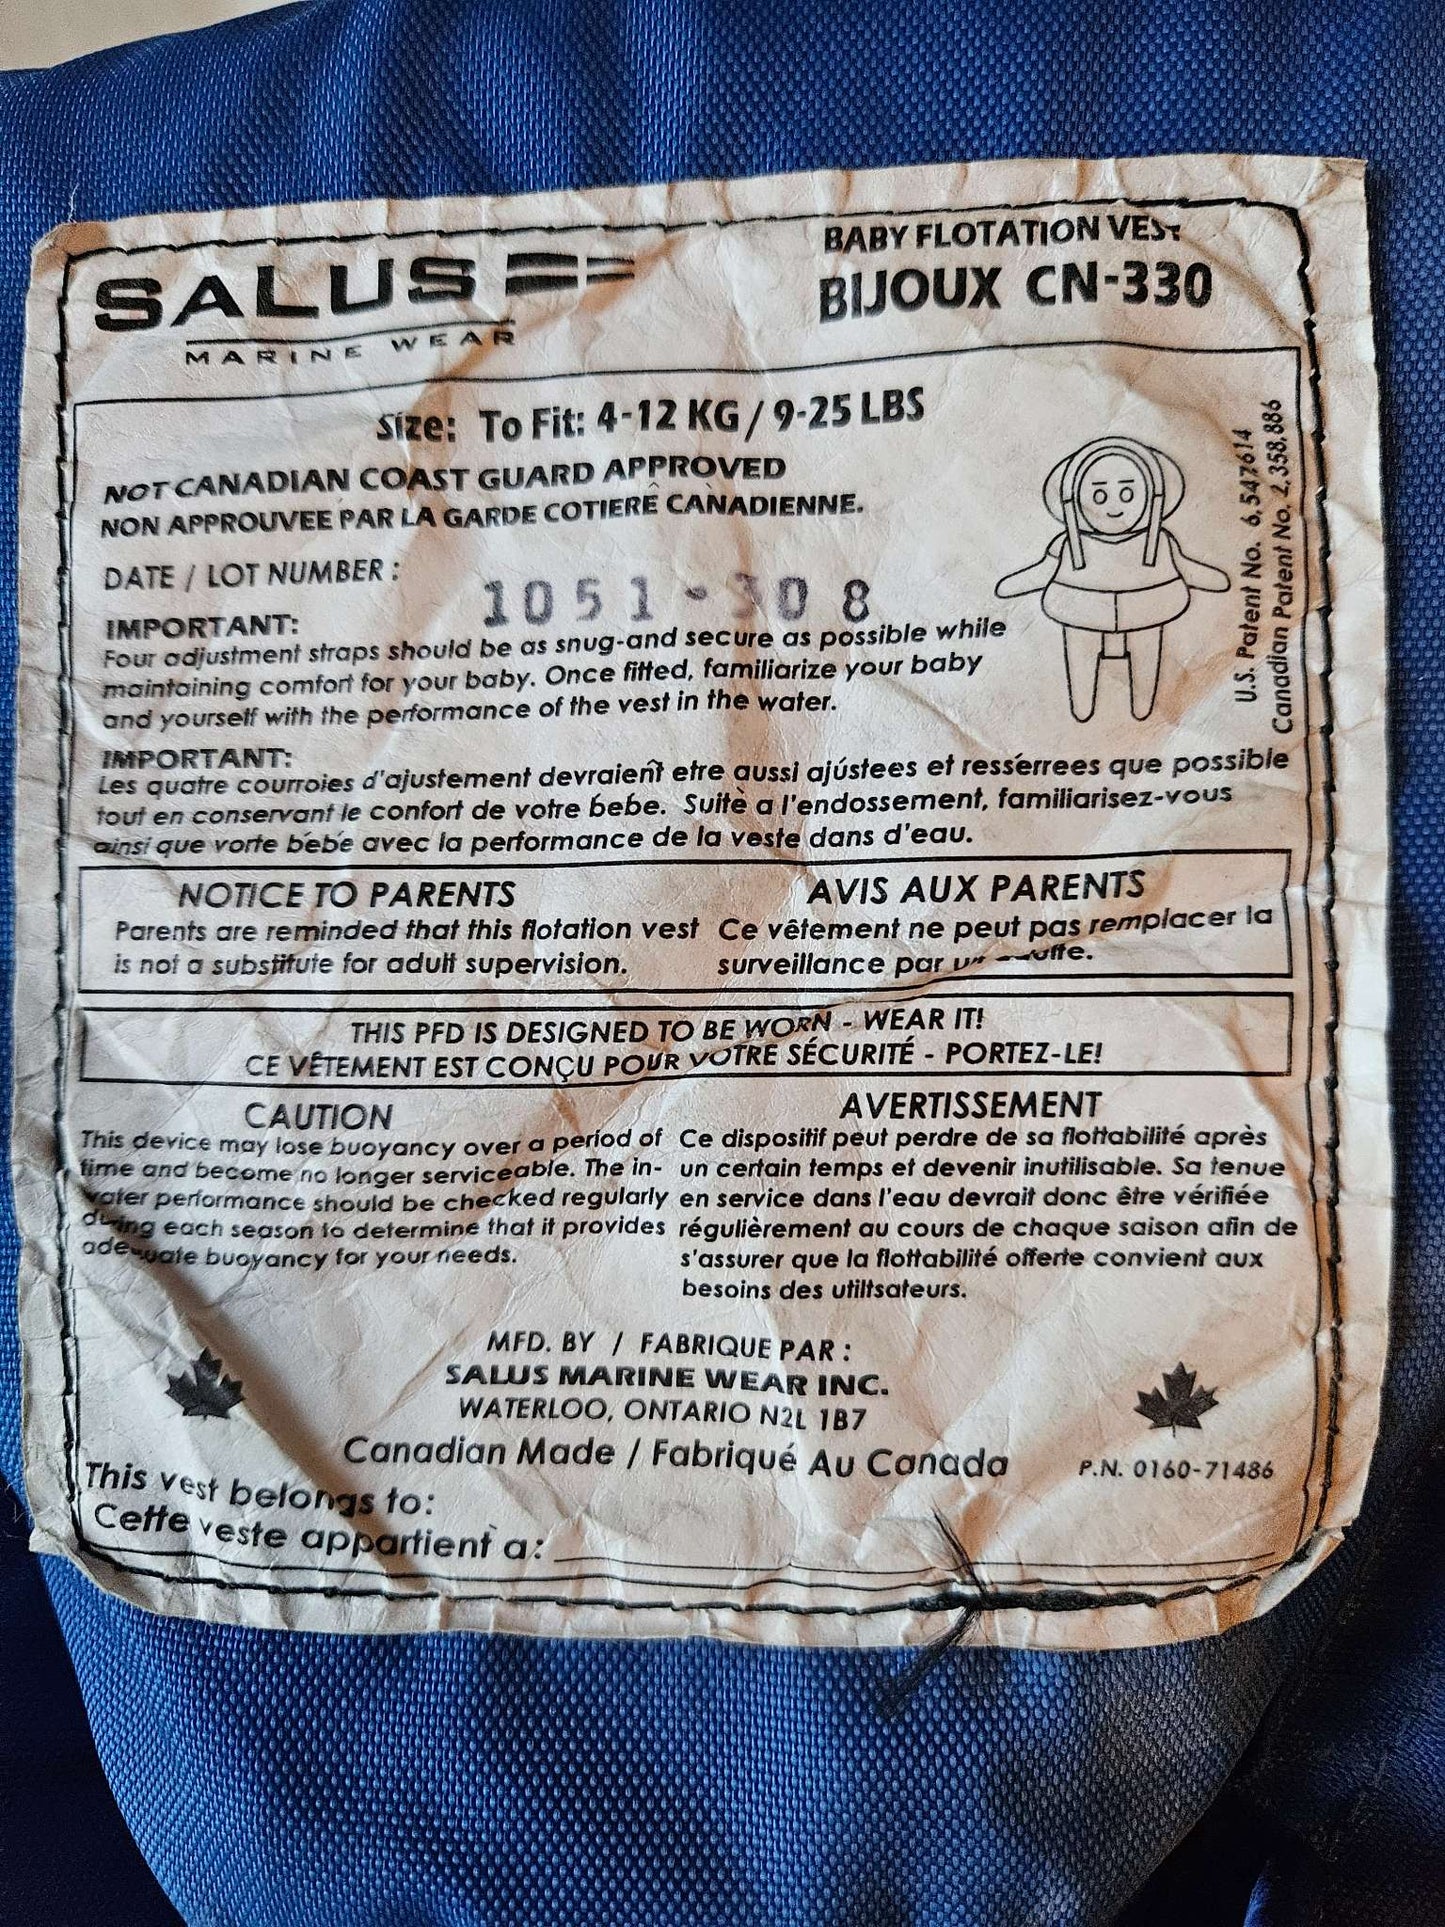 SALUS
MARINE WEAR
BABY FLOTATION VEST
BIJOUX CN-330
Size: To Fit: 4-12 KG / 9-25 LBS
NOT CANADIAN COAST GUARD APPROVED
NON APPROUVEE PAR LA GARDE COTIERE CANADIENNE.
DATE / LOT NUMBER :
1051-308
U.S. Patent No. 6,547614
Canadian Patent No. 2,358,886
IMPORTANT:
Four adjustment straps should be as snug-and secure as possible while
maintaining comfort for your baby. Once fitted, familiarize your baby
and yourself with the performance of the vest in the water.
IMPORTANT:
Les quatre courroies d'ajustement devraient etre aussi ajústees et resśerrees que possible
tout en conservant le confort de votre bebe. Suite a l'endossement, familiarisez-vous
ainsi que vorte bebe avec la performance de la veste dans d'eau.
NOTICE TO PARENTS
Parents are reminded that this flotation vest
is not a substitute for adult supervision.
AVIS AUX PARENTS
Ce vêtement ne peut pas remplacer la
surveillance par
THIS PFD IS DESIGNED TO BE WORN - WEAR IT!
CE VÊTEMENT EST CONÇU POUR VOTRE SÉCURITÉ - PORTEZ-LE!
CAUTION
This device may lose buoyancy over a period of
time and become no longer serviceable. The in-
water performance should be checked regularly
during each season to determine that it provides
adequate buoyancy for your needs.
AVERTISSEMENT
Ce dispositif peut perdre de sa flottabilité après
un certain temps et devenir inutilisable. Sa tenue
en service dans l'eau devrait donc être vérifiée
régulièrement au cours de chaque saison afin de
s'assurer que la flottabilité offerte convient aux
besoins des utiltsateurs.
MFD. BY / FABRIQUE PAR :
SALUS MARINE WEAR INC.
WATERLOO, ONTARIO N2L 1B7
Canadian Made / Fabriqué Au Canada
P.N. 0160-71486
This vest belongs to:
Cette veste appartient à: